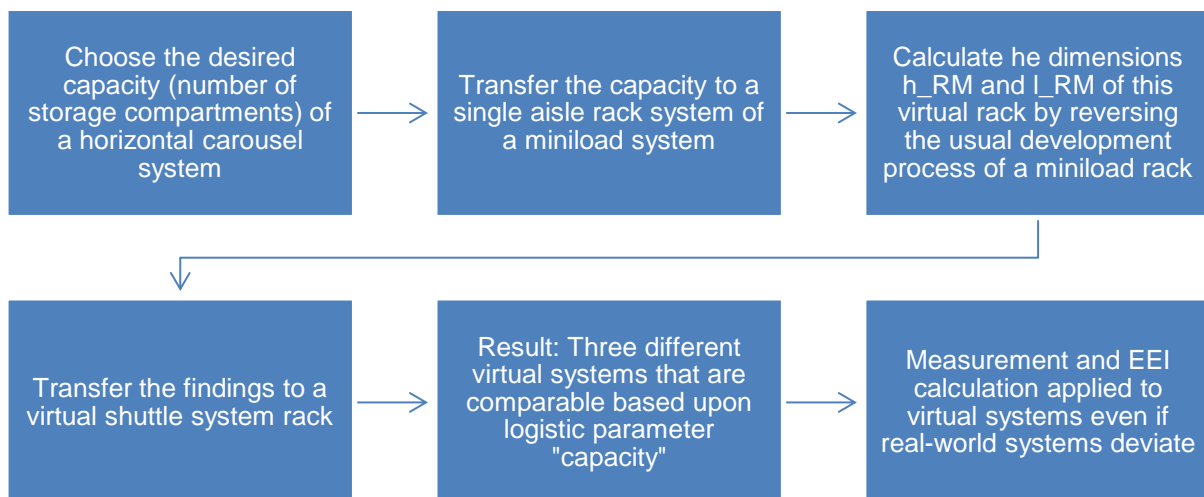 Choose the desired
capacity (number of
storage compartments) of
a horizontal carousel
system
Transfer the capacity to a
single aisle rack system of
a miniload system
Calculate he dimensions
h_RM and l_RM of this
virtual rack by reversing
the usual development
process of a miniload rack
Transfer the findings to a
virtual shuttle system rack
Result: Three different
virtual systems that are
comparable based upon
logistic parameter
"capacity"
Measurement and EEI
calculation applied to
virtual systems even if
real-world systems deviate